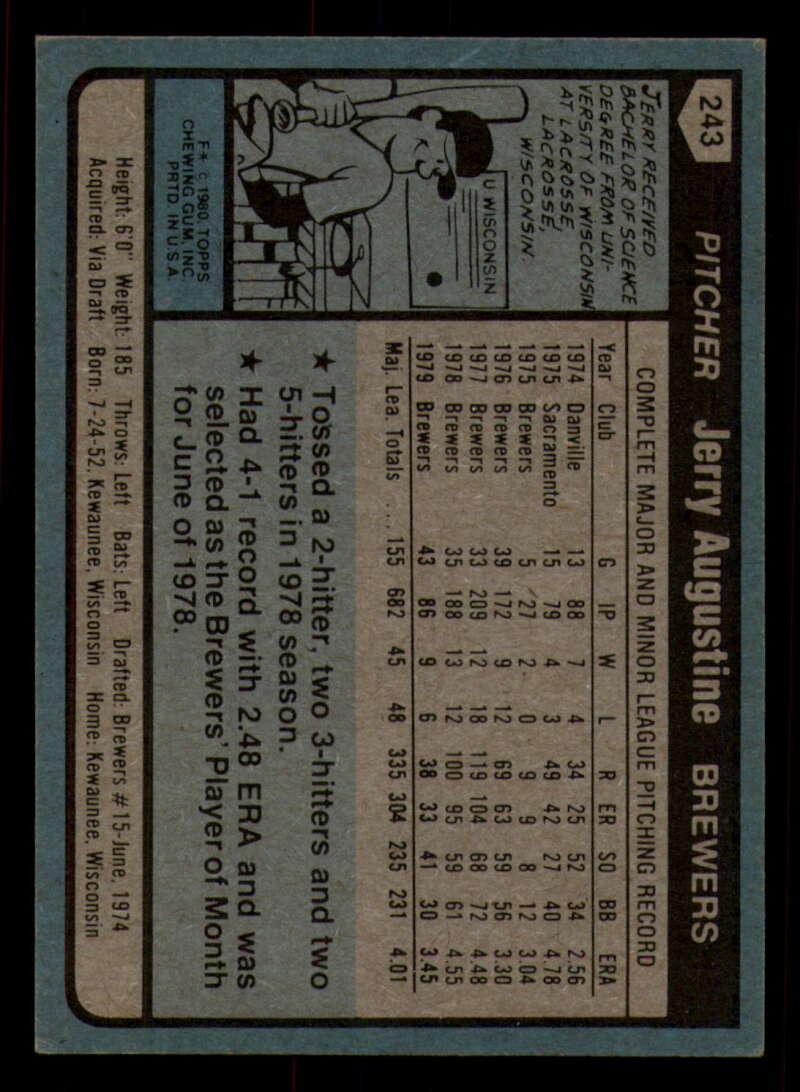 243 PITCHER Jerry Augustine BREWERS
JERRY RECEIVED
BACHELOR OF SCIENCE
DEGREE FROM UNI-
VERSITY OF WISCONSIN
AT LACROSSE,
LACROSSE,
WISCONSIN.
U WISCONSIN
F* © 1980 TOPPS
CHEWING GUM, INC.
PRTD. IN U.S.A.
COMPLETE MAJOR AND MINOR LEAGUE PITCHING RECORD
Year Club G IP W L R ER SO BB ERA
1974 Danville 13 88 7 4 34 25 52 34 2.56
1975 Sacramento 15 79 4 3 49 42 27 40 4.78
1975 Brewers 5 27 2 0 9 9 8 12 3.04
1976 Brewers 39 172 9 12 69 63 59 56 3.30
1977 Brewers 33 209 12 18 119 104 68 72 4.48
1978 Brewers 35 188 13 12 100 95 59 61 4.55
1979 Brewers 43 86 9 6 38 33 41 30 3.45
Maj. Lea. Totals ... 155 682 45 48 335 304 235 231 4.01
★ Tossed a 2-hitter, two 3-hitters and two
5-hitters in 1978 season.
★ Had 4-1 record with 2.48 ERA and was
selected as the Brewers' Player of Month
for June of 1978.
Height: 6'0" Weight: 185 Throws: Left Bats: Left Drafted: Brewers #15-June, 1974
Acquired: Via Draft Born: 7-24-52, Kewaunee, Wisconsin Home: Kewaunee, Wisconsin